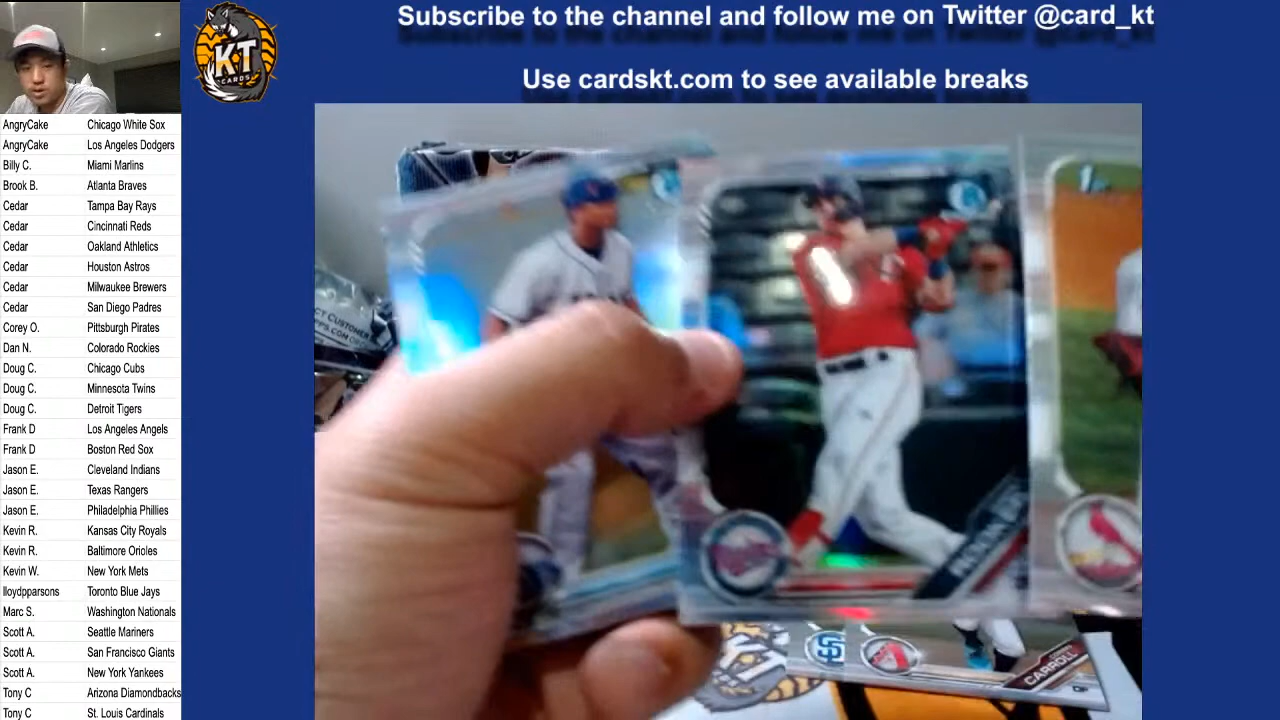 Subscribe to the channel and follow me on Twitter @card_kt
Use cardskt.com to see available breaks
KT
CARDS
AngryCake Chicago White Sox
AngryCake Los Angeles Dodgers
Billy C. Miami Marlins
Brook B. Atlanta Braves
Cedar Tampa Bay Rays
Cedar Cincinnati Reds
Cedar Oakland Athletics
Cedar Houston Astros
Cedar Milwaukee Brewers
Cedar San Diego Padres
Corey O. Pittsburgh Pirates
Dan N. Colorado Rockies
Doug C. Chicago Cubs
Doug C. Minnesota Twins
Doug C. Detroit Tigers
Frank D Los Angeles Angels
Frank D Boston Red Sox
Jason E. Cleveland Indians
Jason E. Texas Rangers
Jason E. Philadelphia Phillies
Kevin R. Kansas City Royals
Kevin R. Baltimore Orioles
Kevin W. New York Mets
lloydpparsons Toronto Blue Jays
Marc S. Washington Nationals
Scott A. Seattle Mariners
Scott A. San Francisco Giants
Scott A. New York Yankees
Tony C Arizona Diamondbacks
Tony C St. Louis Cardinals
CT CUSTOMER
PPS.COM
CARROLL